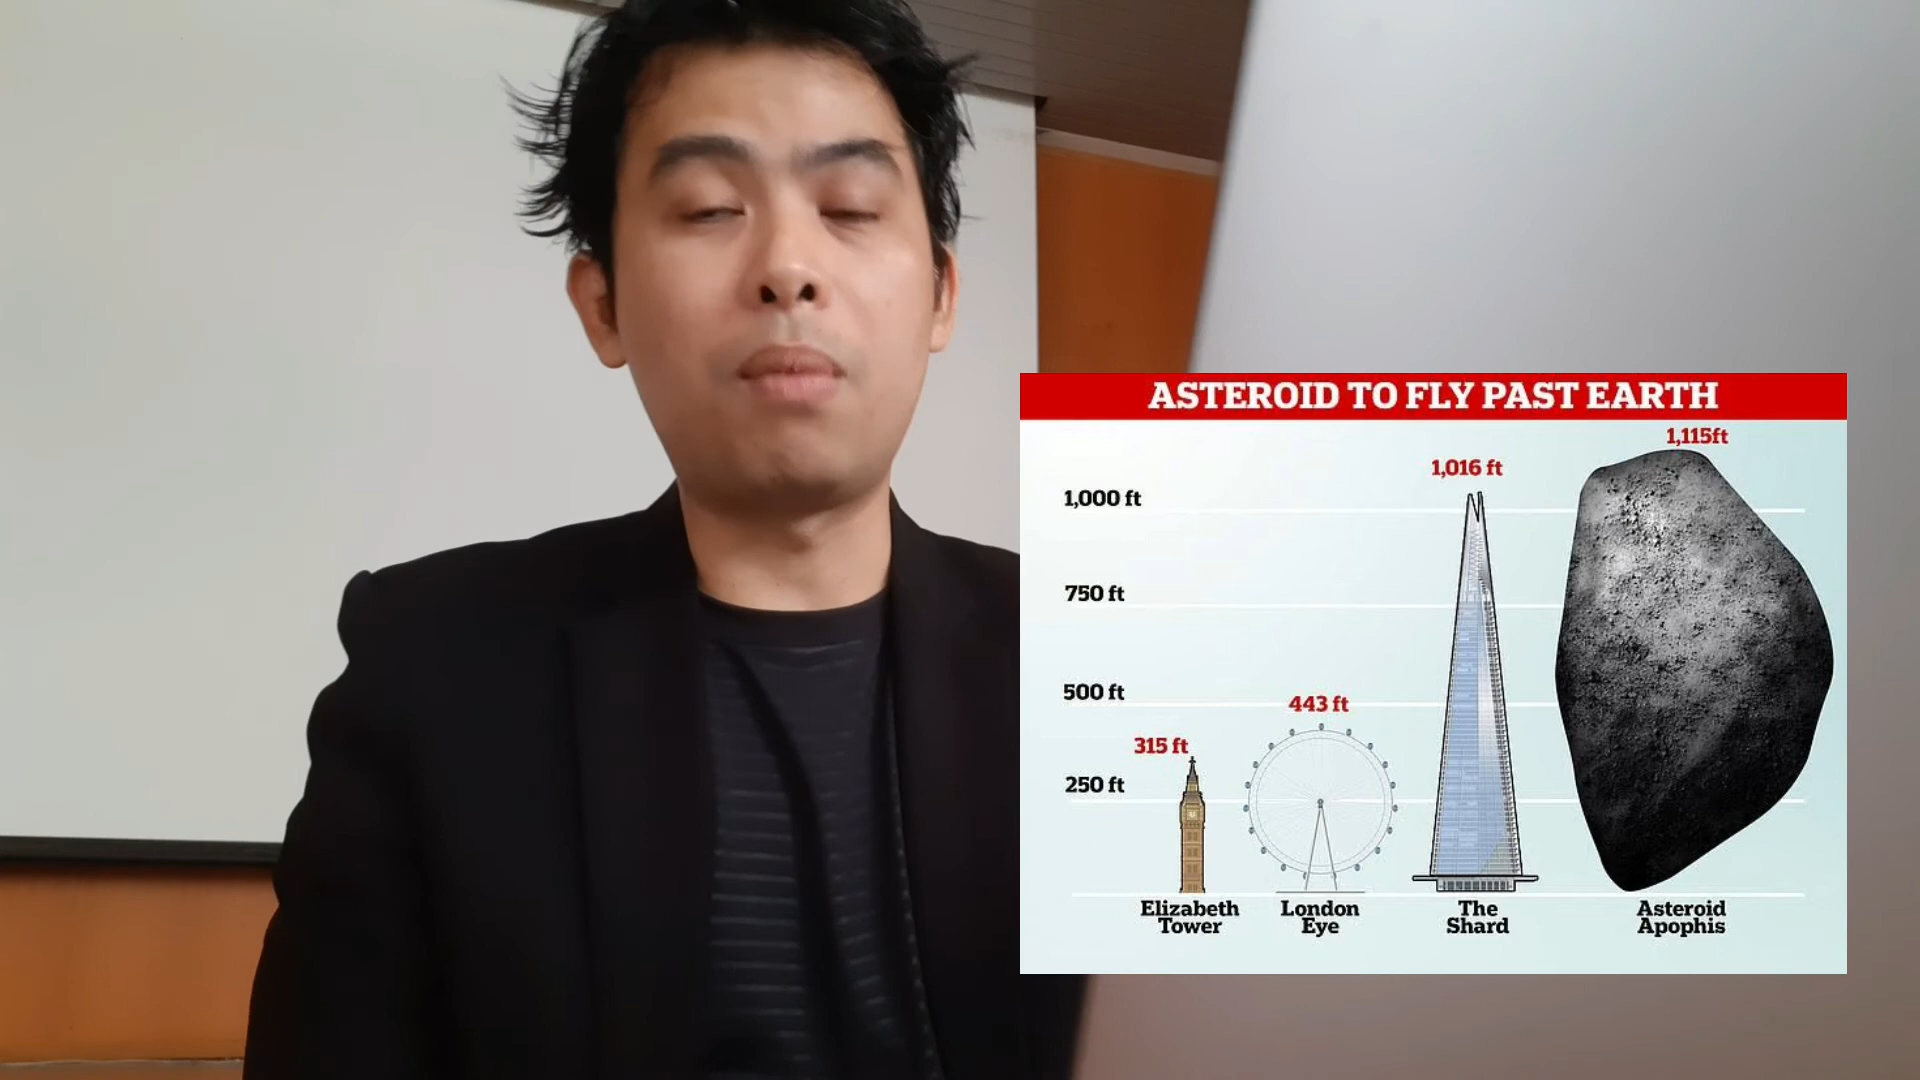 ASTEROID TO FLY PAST EARTH
1,115ft
1,016 ft
1,000 ft
750 ft
500 ft
443 ft
315 ft
250 ft
Elizabeth
Tower
London
Eye
The
Shard
Asteroid
Apophis